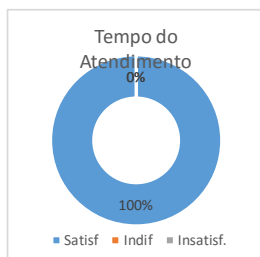 Tempo do
Atendimento
0%
100%
Satisf Indif Insatisf.